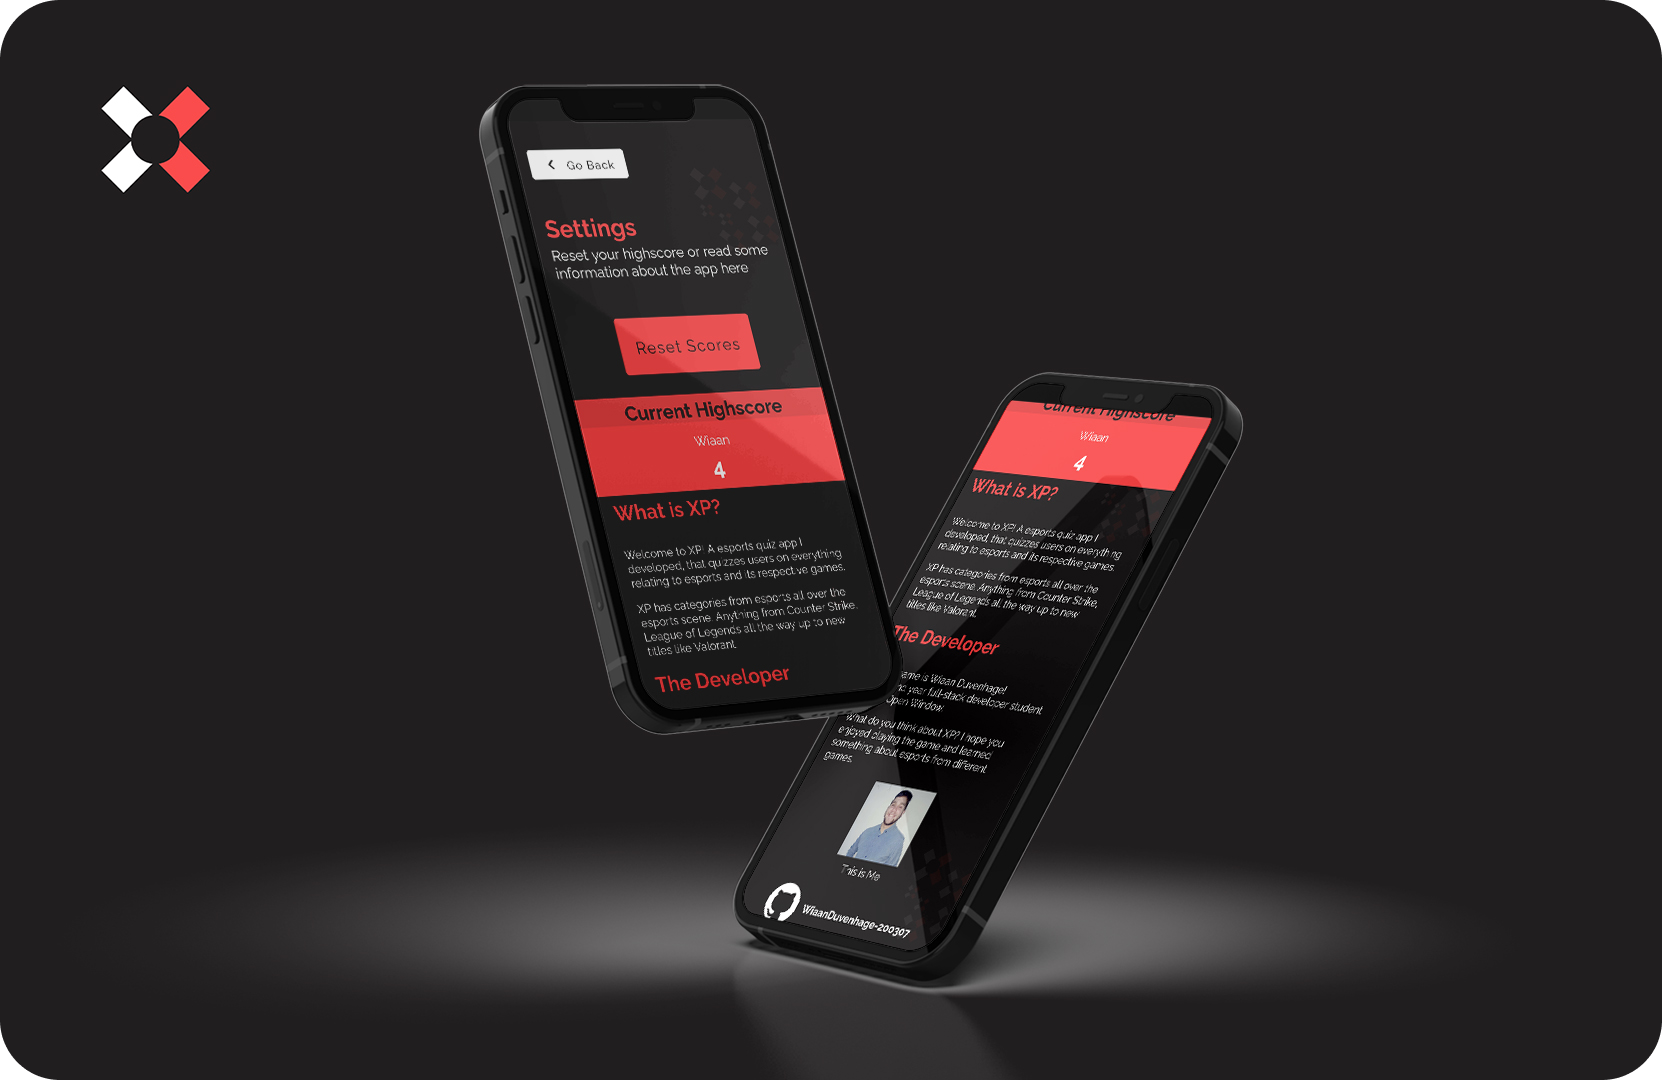 Go Back
Settings
Reset your highscore or read some
information about the app here
Reset Scores
Current Highscore
Wiaan
4
What is XP?
Welcome to XP! A esports quiz app I
developed, that quizzes users on everything
relating to esports and its respective games.
XP has categories from esports all over the
esports scene. Anything from Counter Strike,
League of Legends all the way up to new
titles like Valorant.
The Developer
Current Highscore
Wiaan
4
What is XP?
Welcome to XP! A esports quiz app I
developed, that quizzes users on everything
relating to esports and its respective games.
XP has categories from esports all over the
esports scene. Anything from Counter Strike,
League of Legends all the way up to new
titles like Valorant.
The Developer
is Wiaan Duvenhage!
year full-stack developer student
Open Window.
What do you think about XP? I hope you
enjoyed playing the game and learned
something about esports from different
games.
This is Me
WiaanDuvenhage-200307